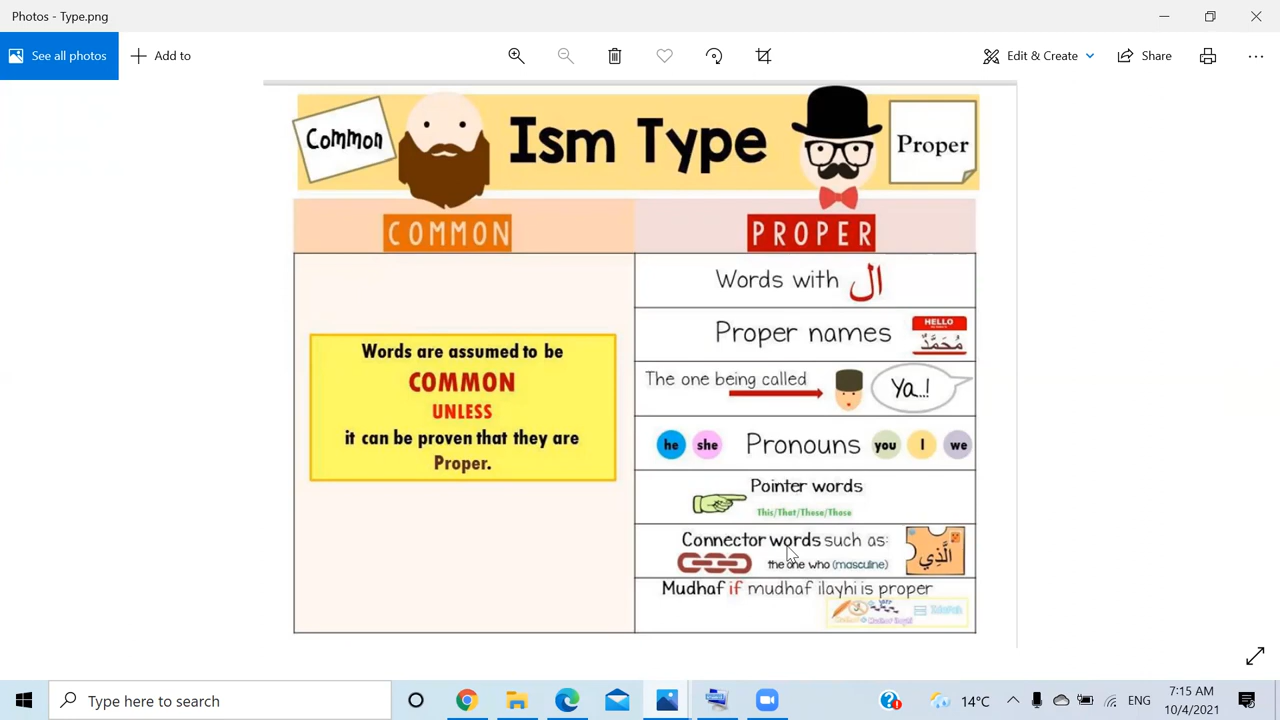 Photos - Type.png
See all photos
Add to
Edit & Create
Share
Common
Ism Type
Proper
COMMON
PROPER
Words are assumed to be
COMMON
UNLESS
it can be proven that they are
Proper.
Words with ال
Proper names
HELLO
مُحَمَّدٌ
The one being called
Ya..!
he she Pronouns you I we
Pointer words
This/That/These/Those
Connector words such as:
the one who (masculine)
الَّذِي
Mudhaf if mudhaf ilayhi is proper
Mudhaf Ilayhi
Type here to search
14°C
ENG
7:15 AM
10/4/2021